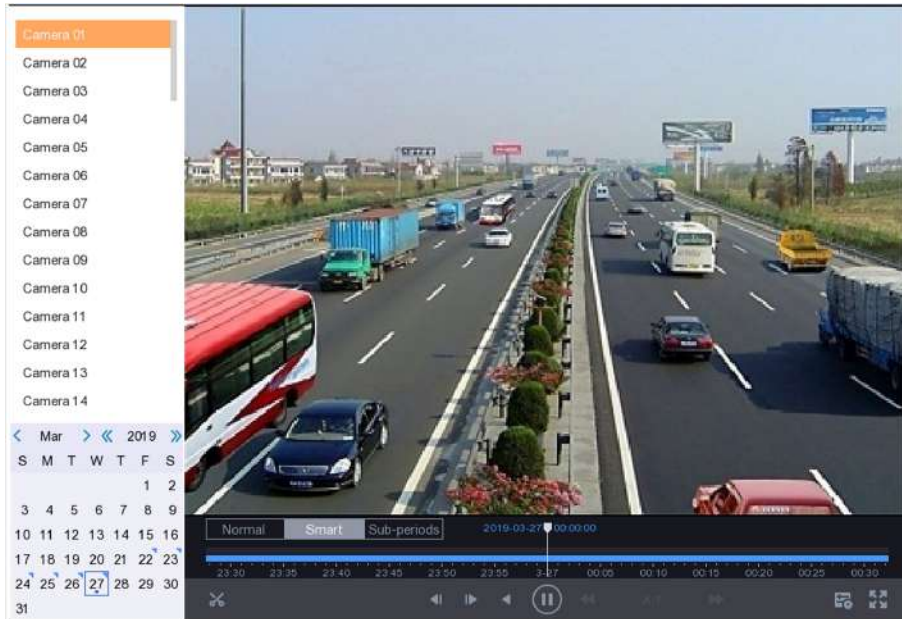 Camera 01
Camera 02
Camera 03
Camera 04
Camera 05
Camera 06
Camera 07
Camera 08
Camera 09
Camera 10
Camera 11
Camera 12
Camera 13
Camera 14
Mar 2019
S M T W T F S
1 2
3 4 5 6 7 8 9
10 11 12 13 14 15 16
17 18 19 20 21 22 23
24 25 26 27 28 29 30
31
Normal Smart Sub-periods 2019-03-27 00:00:00
23:30 23:35 23:40 23:45 23:50 23:55 3-27 00:05 00:10 00:15 00:20 00:25 00:30